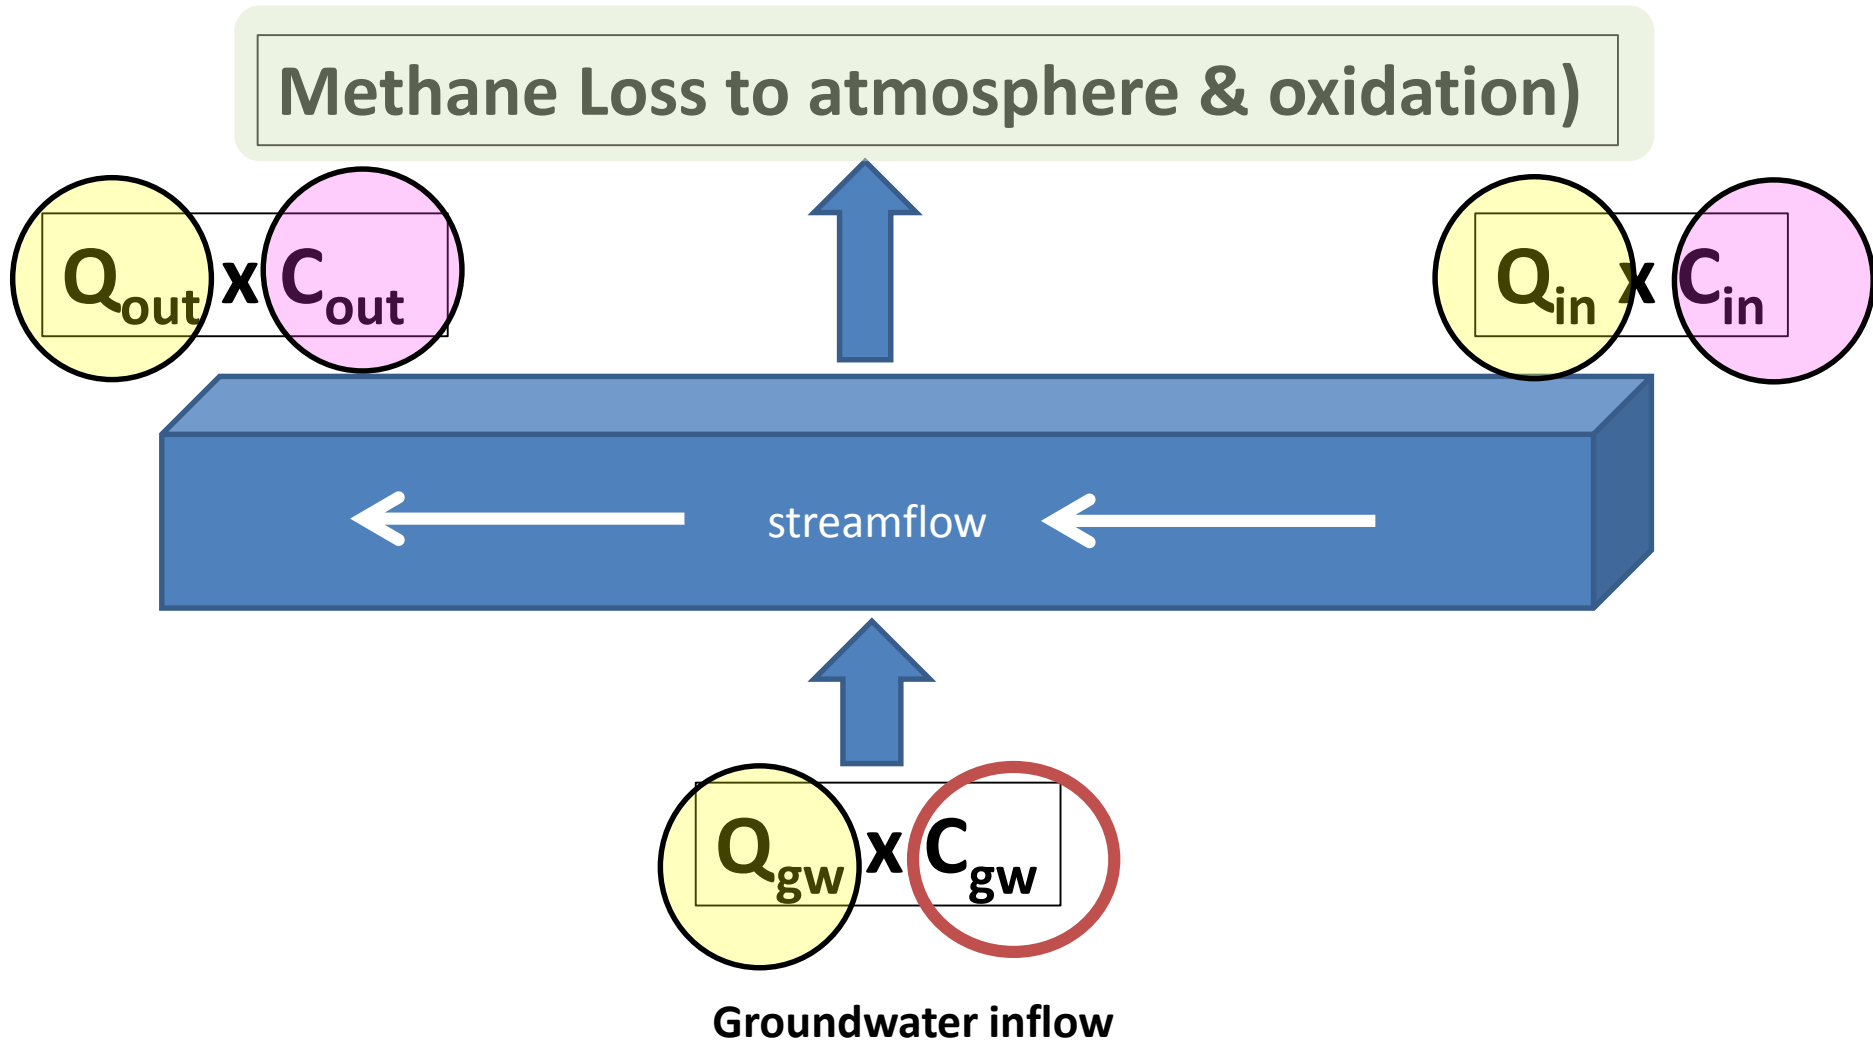 Methane Loss to atmosphere & oxidation)
Qout x Cout
Qin x Cin
streamflow
Qgw x Cgw
Groundwater inflow